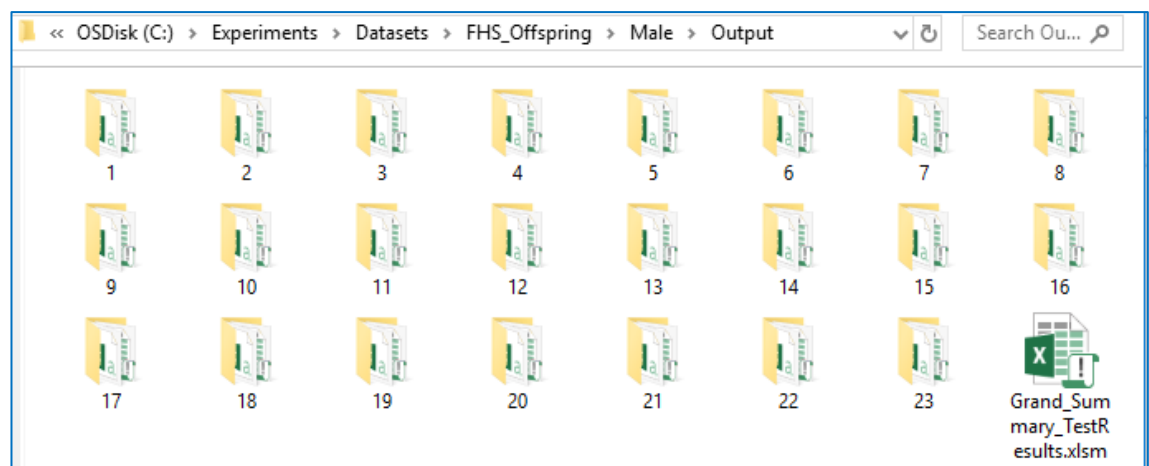 « OSDisk (C:) > Experiments > Datasets > FHS_Offspring > Male > Output Search Ou...
1 2 3 4 5 6 7 8
9 10 11 12 13 14 15 16
17 18 19 20 21 22 23 Grand_Sum
mary_TestR
esults.xlsm